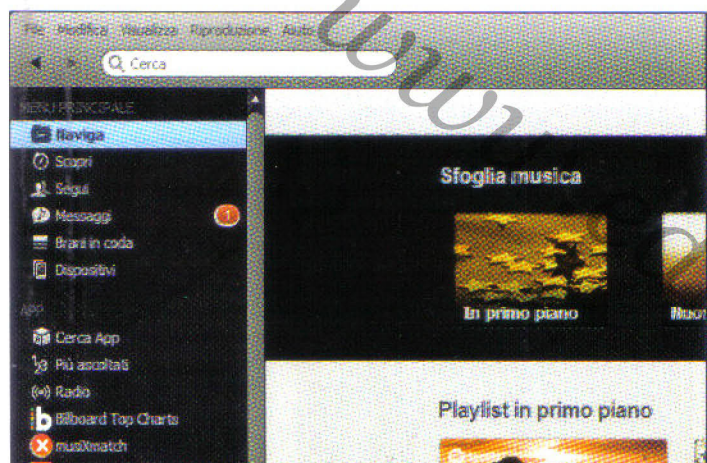 File Modifica Visualizza Riproduzione Aiuto
Cerca
MENU PRINCIPALE
Naviga
Scopri
Segui
Messaggi 1
Brani in coda
Dispositivi
APP
Cerca App
Più ascoltati
Radio
Billboard Top Charts
musiXmatch
Sfoglia musica
In primo piano
Playlist in primo piano
www